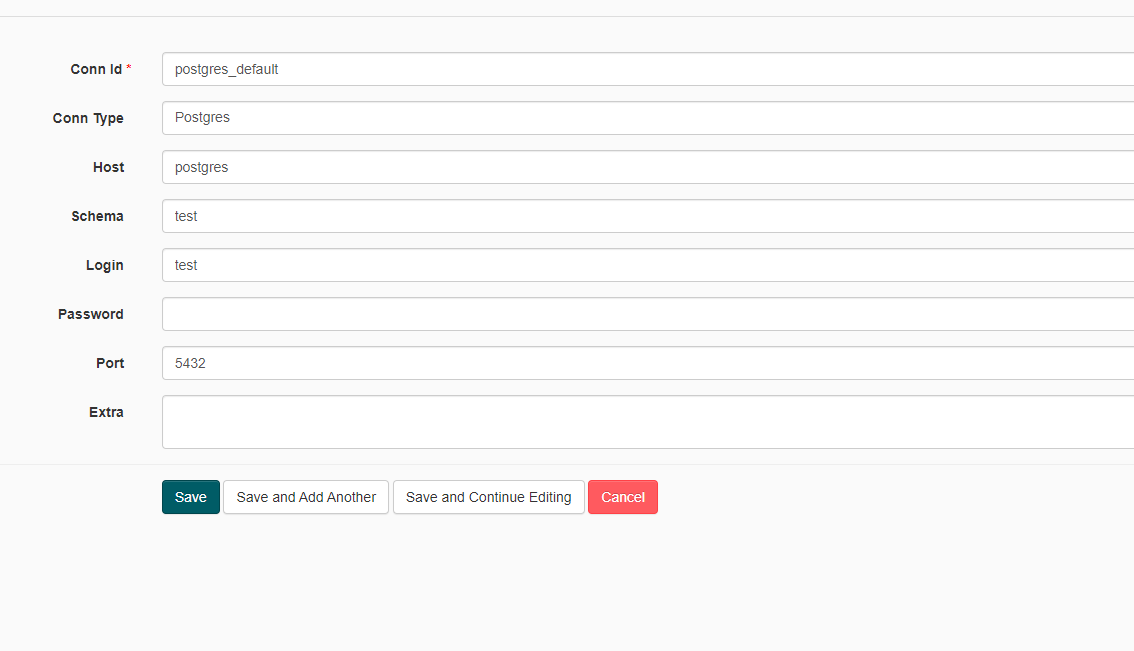 Conn Id * postgres_default
Conn Type Postgres
Host postgres
Schema test
Login test
Password
Port 5432
Extra
Save Save and Add Another Save and Continue Editing Cancel